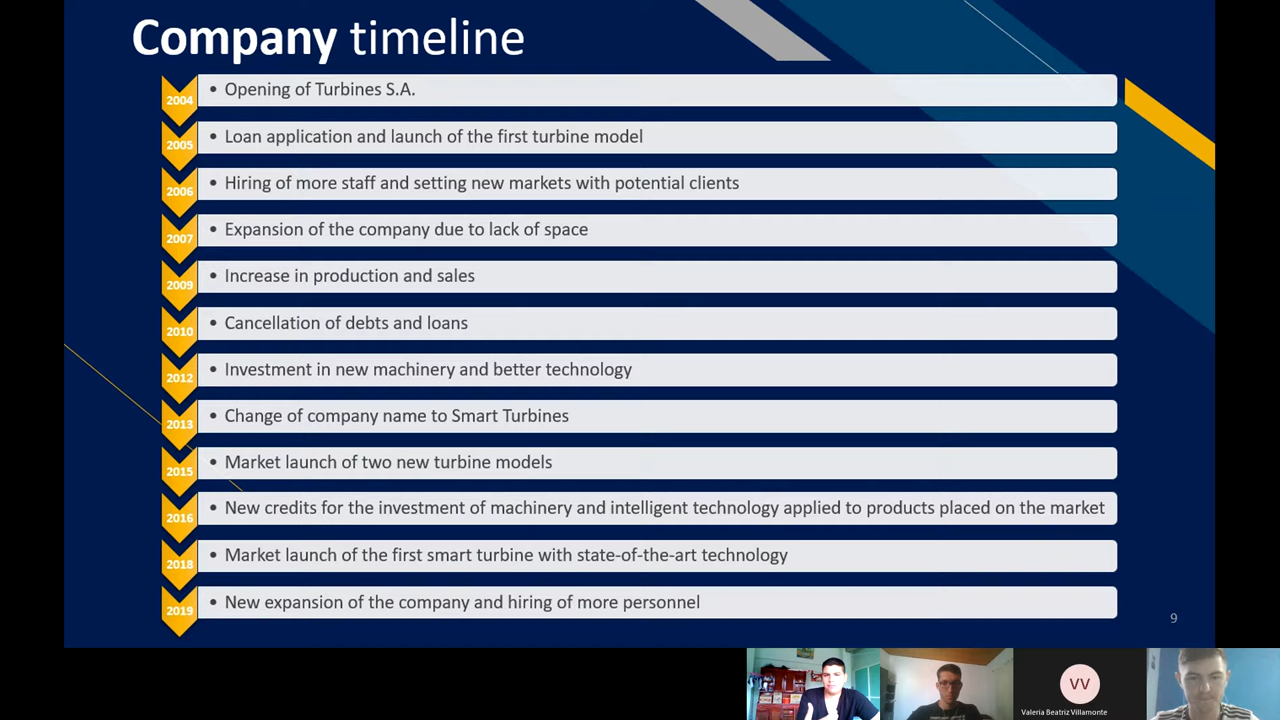 Company timeline
2004
• Opening of Turbines S.A.
2005
• Loan application and launch of the first turbine model
2006
• Hiring of more staff and setting new markets with potential clients
2007
• Expansion of the company due to lack of space
2009
• Increase in production and sales
2010
• Cancellation of debts and loans
2012
• Investment in new machinery and better technology
2013
• Change of company name to Smart Turbines
2015
• Market launch of two new turbine models
2016
• New credits for the investment of machinery and intelligent technology applied to products placed on the market
2018
• Market launch of the first smart turbine with state-of-the-art technology
2019
• New expansion of the company and hiring of more personnel
9
VV
Valeria Beatriz Villamonte